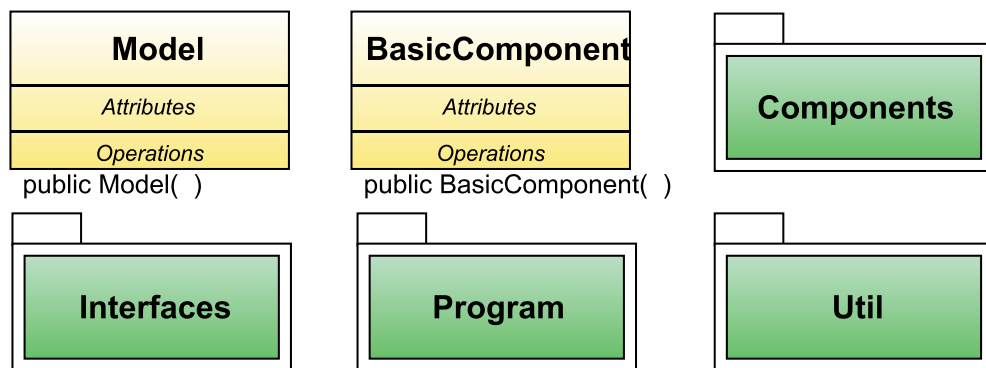 Model
Attributes
Operations
public Model(  )
BasicComponent
Attributes
Operations
public BasicComponent(  )
Components
Interfaces
Program
Util